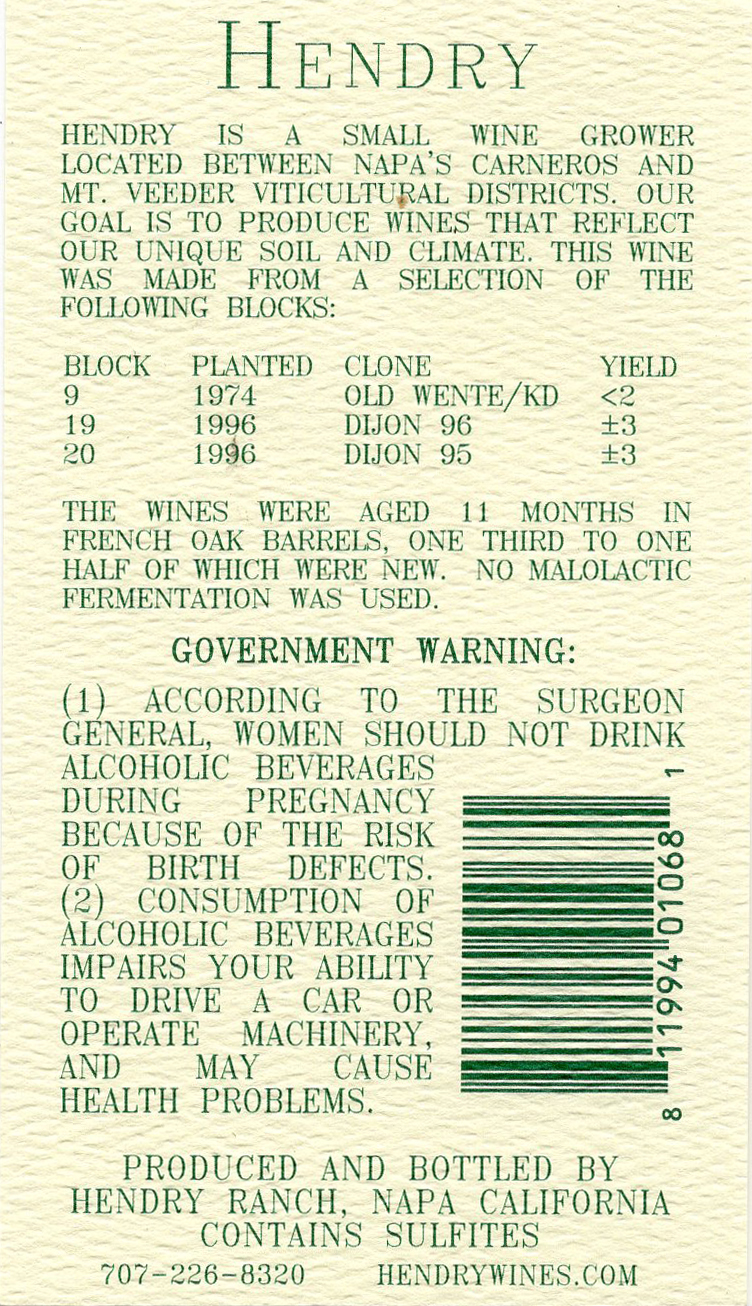 HENDRY
HENDRY IS A SMALL WINE GROWER
LOCATED BETWEEN NAPA'S CARNEROS AND
MT. VEEDER VITICULTURAL DISTRICTS. OUR
GOAL IS TO PRODUCE WINES THAT REFLECT
OUR UNIQUE SOIL AND CLIMATE. THIS WINE
WAS MADE FROM A SELECTION OF THE
FOLLOWING BLOCKS:
BLOCK PLANTED CLONE YIELD
9 1974 OLD WENTE/KD <2
19 1996 DIJON 96 ±3
20 1996 DIJON 95 ±3
THE WINES WERE AGED 11 MONTHS IN
FRENCH OAK BARRELS, ONE THIRD TO ONE
HALF OF WHICH WERE NEW. NO MALOLACTIC
FERMENTATION WAS USED.
GOVERNMENT WARNING:
(1) ACCORDING TO THE SURGEON
GENERAL, WOMEN SHOULD NOT DRINK
ALCOHOLIC BEVERAGES
DURING PREGNANCY
BECAUSE OF THE RISK
OF BIRTH DEFECTS.
(2) CONSUMPTION OF
ALCOHOLIC BEVERAGES
IMPAIRS YOUR ABILITY
TO DRIVE A CAR OR
OPERATE MACHINERY,
AND MAY CAUSE
HEALTH PROBLEMS.
8 11994 01068 1
PRODUCED AND BOTTLED BY
HENDRY RANCH, NAPA CALIFORNIA
CONTAINS SULFITES
707-226-8320 HENDRYWINES.COM